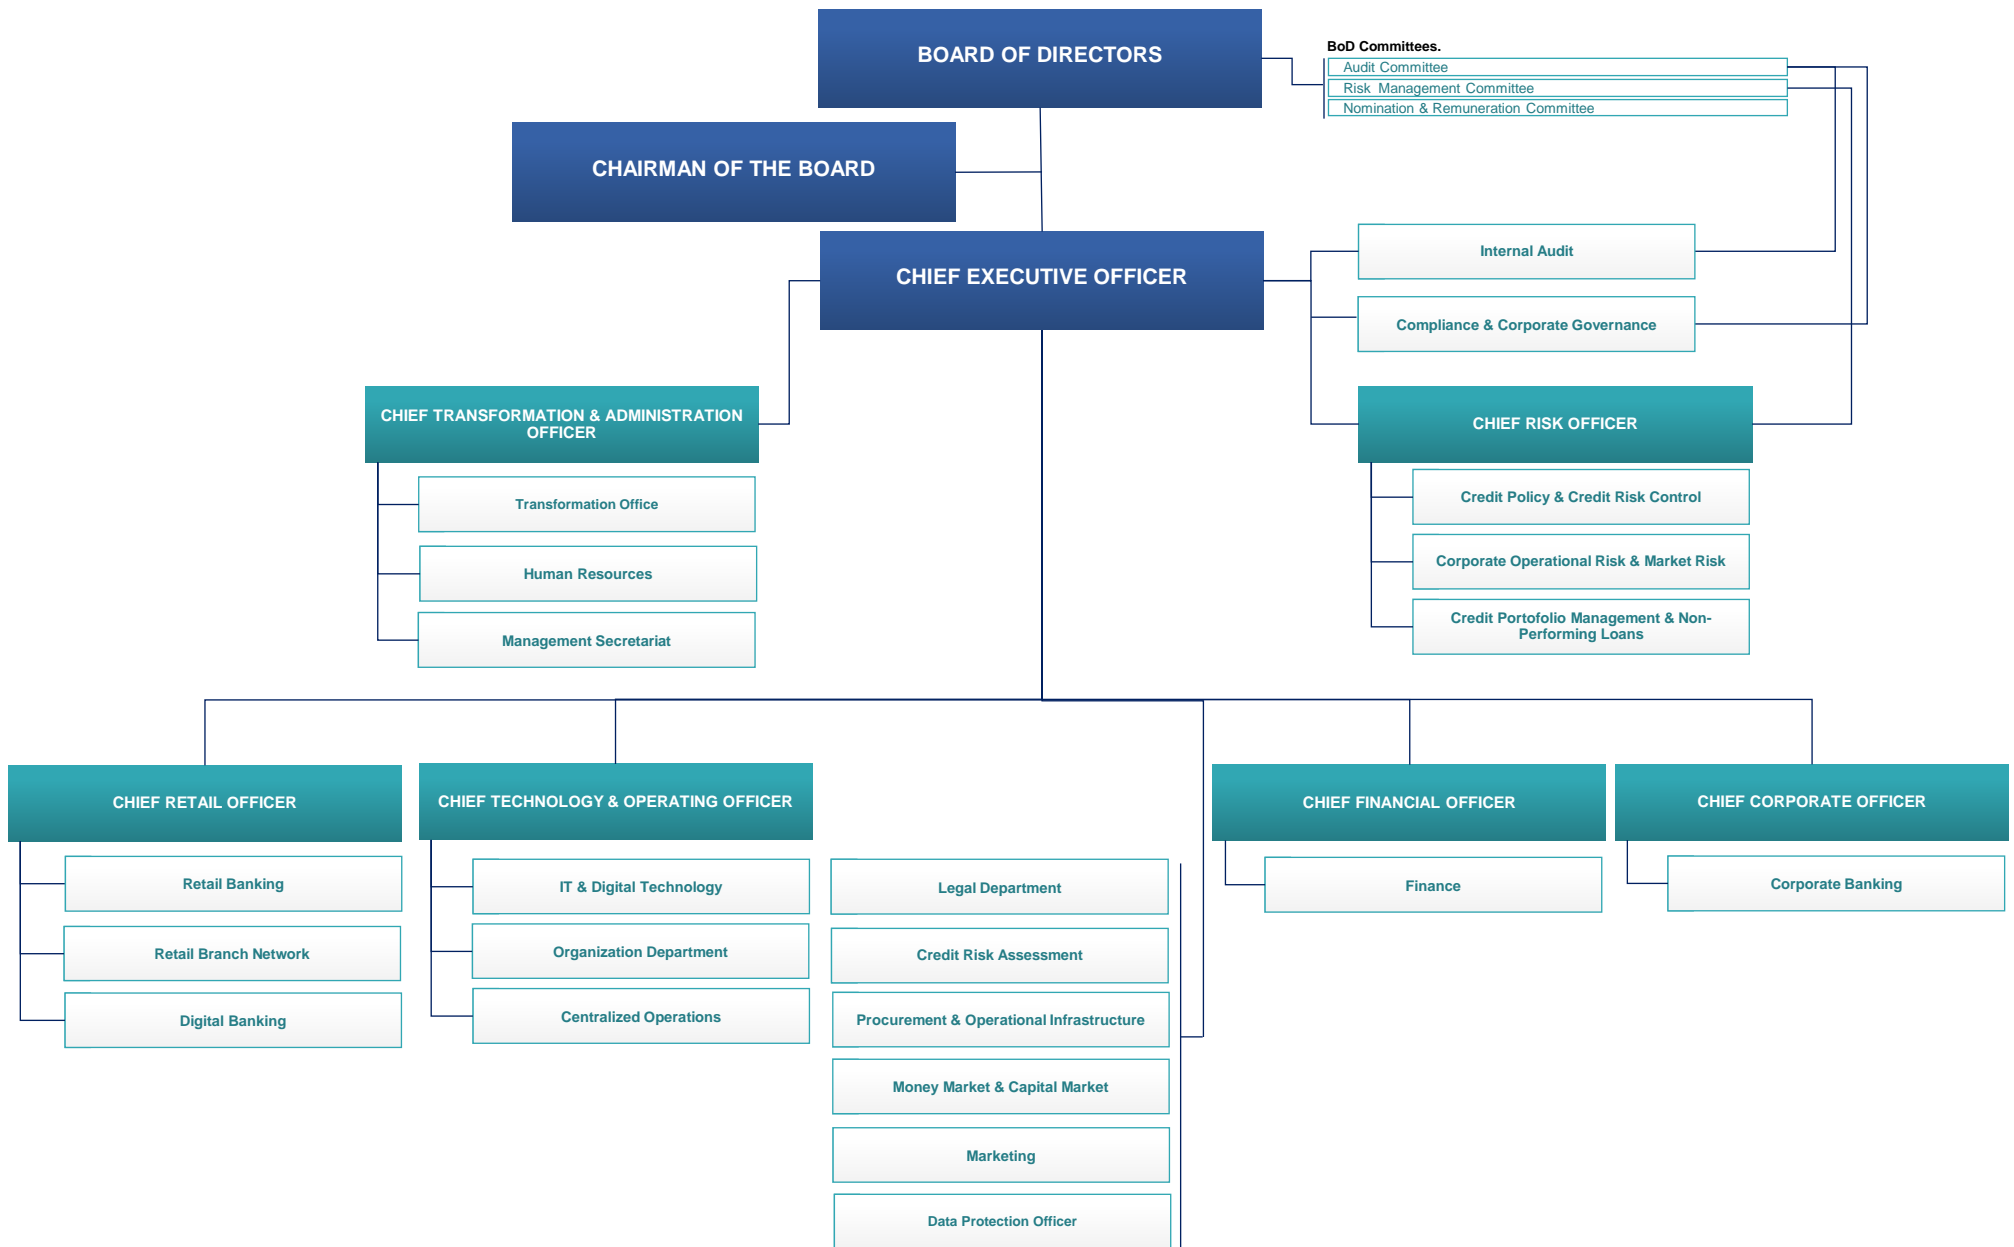 BOARD OF DIRECTORS
BoD Committees.
Audit Committee
Risk Management Committee
Nomination & Remuneration Committee
CHAIRMAN OF THE BOARD
CHIEF EXECUTIVE OFFICER
Internal Audit
Compliance & Corporate Governance
CHIEF TRANSFORMATION & ADMINISTRATION
OFFICER
Transformation Office
Human Resources
Management Secretariat
CHIEF RISK OFFICER
Credit Policy & Credit Risk Control
Corporate Operational Risk & Market Risk
Credit Portofolio Management & Non-
Performing Loans
CHIEF RETAIL OFFICER
Retail Banking
Retail Branch Network
Digital Banking
CHIEF TECHNOLOGY & OPERATING OFFICER
IT & Digital Technology
Organization Department
Centralized Operations
Legal Department
Credit Risk Assessment
Procurement & Operational Infrastructure
Money Market & Capital Market
Marketing
Data Protection Officer
CHIEF FINANCIAL OFFICER
Finance
CHIEF CORPORATE OFFICER
Corporate Banking